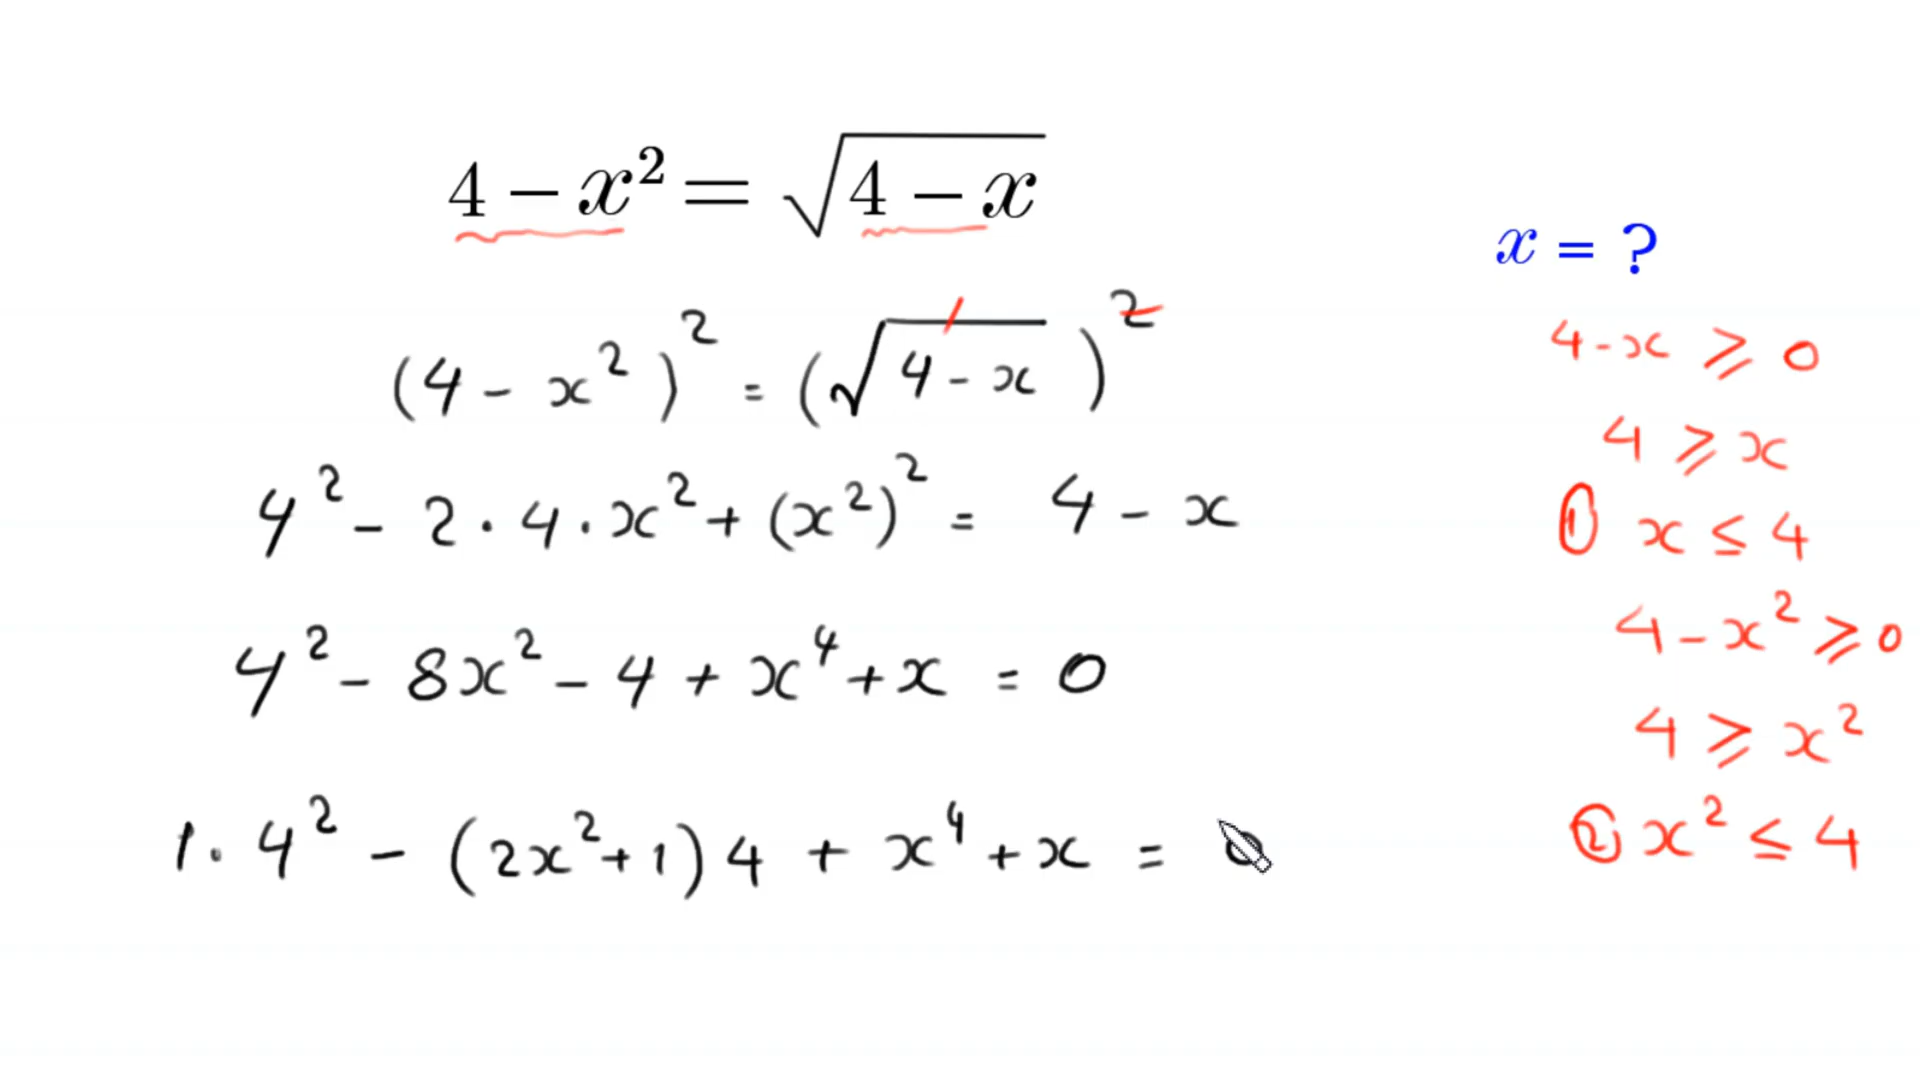 4 − x² = √(4 − x)
(4 − x²)² = (√(4 − x))²
4² − 2 · 4 · x² + (x²)² = 4 − x
4² − 8x² − 4 + x⁴ + x = 0
1 · 4² − (2x² + 1) 4 + x⁴ + x = 0
x = ?
4 − x ⩾ 0
4 ⩾ x
① x ≤ 4
4 − x² ⩾ 0
4 ⩾ x²
② x² ≤ 4